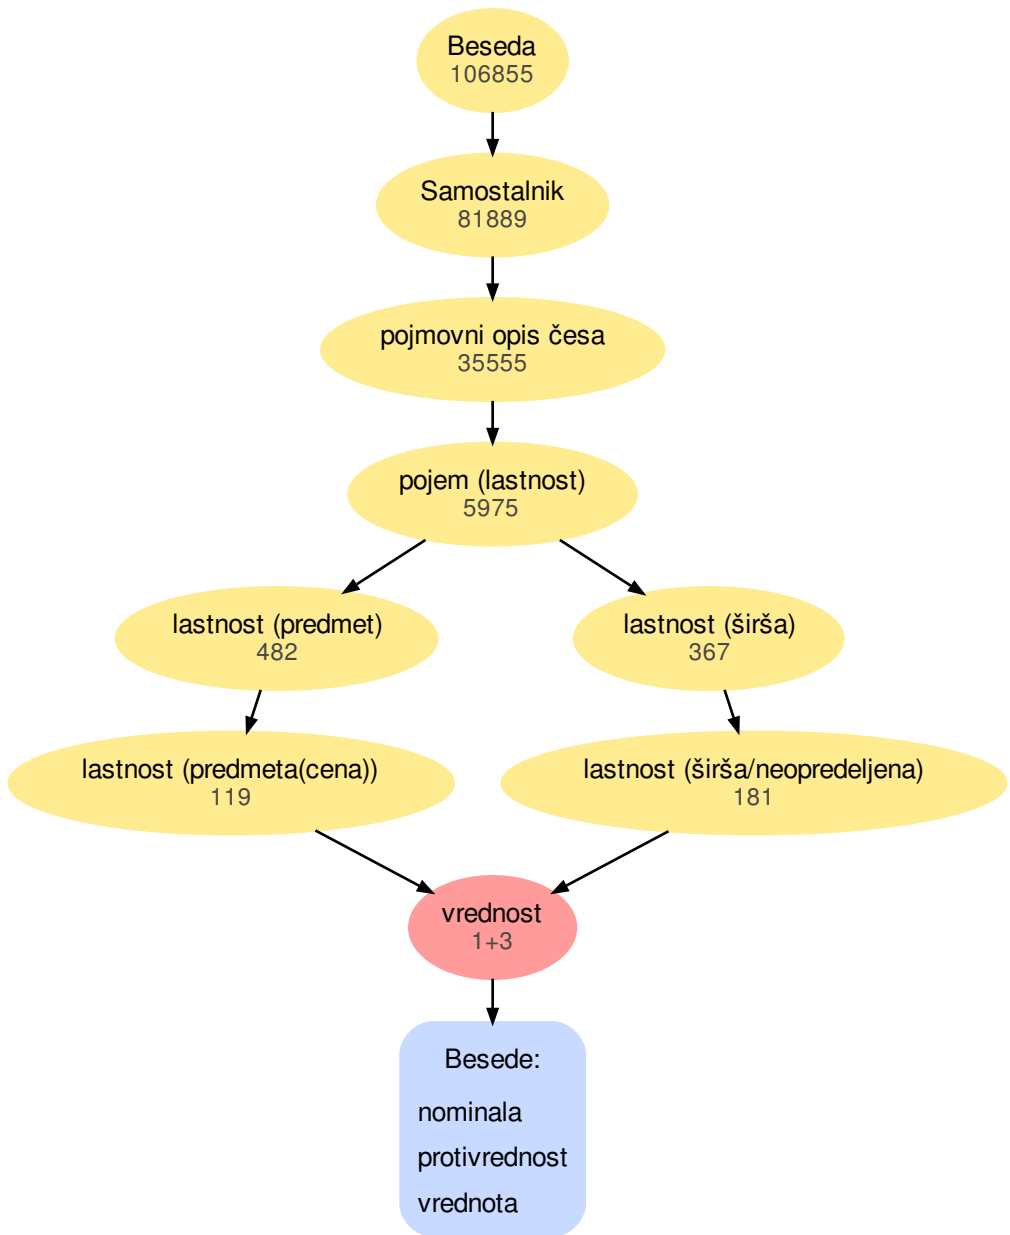 Beseda
106855
Samostalnik
81889
pojmovni opis česa
35555
pojem (lastnost)
5975
lastnost (predmet)
482
lastnost (širša)
367
lastnost (predmeta(cena))
119
lastnost (širša/neopredeljena)
181
vrednost
1+3
Besede:
nominala
protivrednost
vrednota